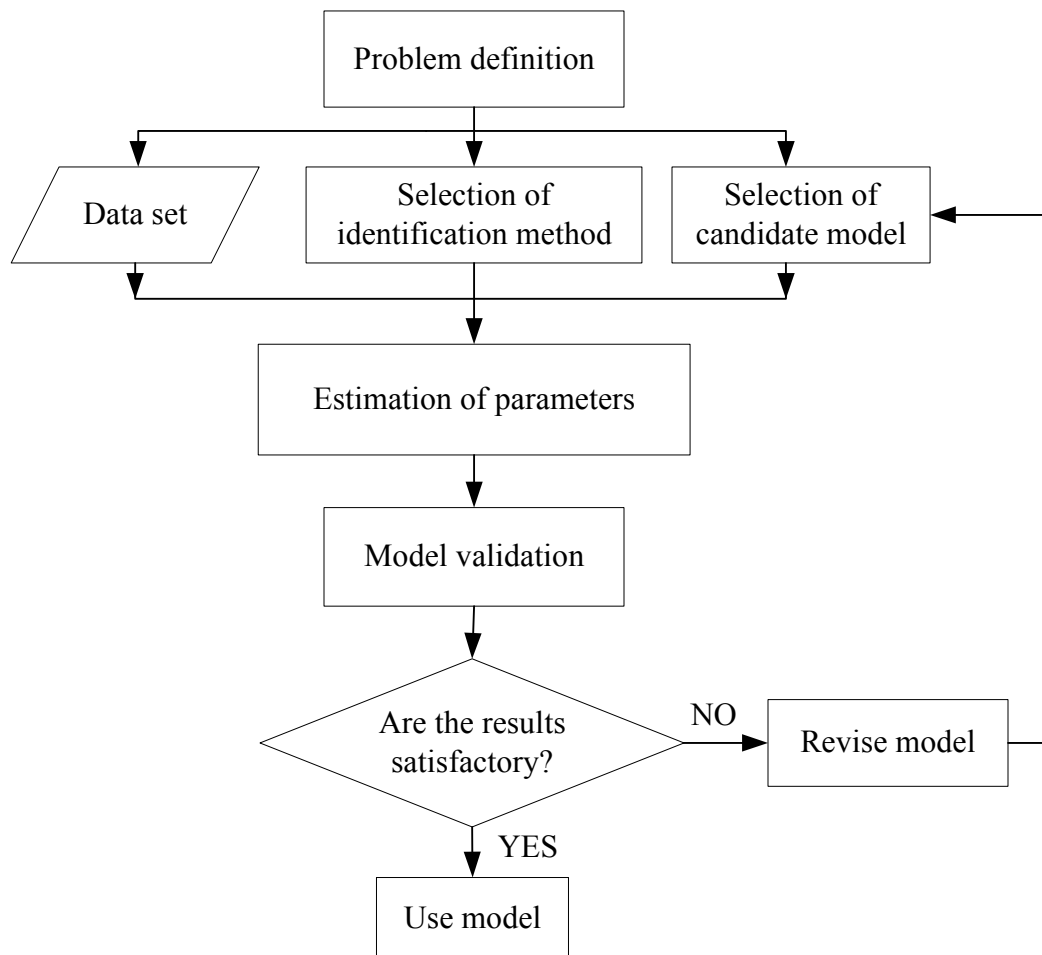 Problem definition
Data set
Selection of
identification method
Selection of
candidate model
Estimation of parameters
Model validation
Are the results
satisfactory?
NO
Revise model
YES
Use model